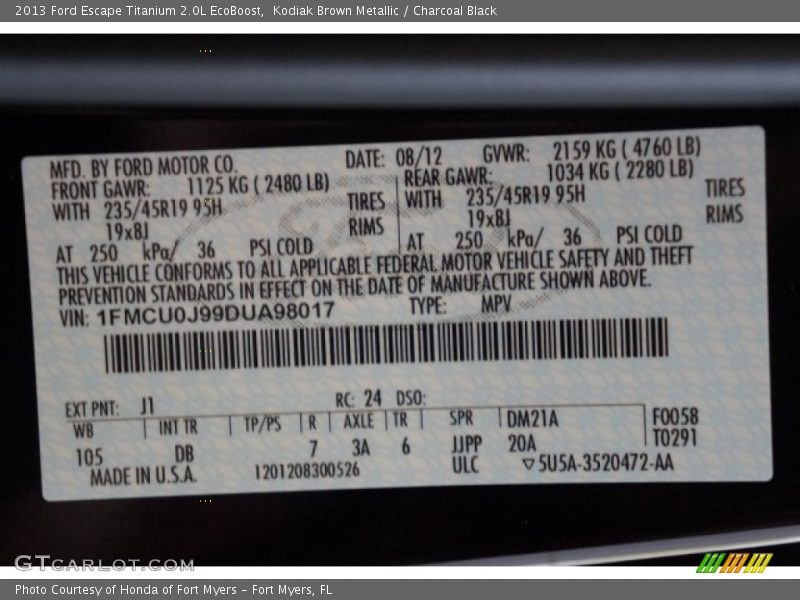 2013 Ford Escape Titanium 2.0L EcoBoost, Kodiak Brown Metallic / Charcoal Black
MFD. BY FORD MOTOR CO. DATE: 08/12 GVWR: 2159 KG ( 4760 LB)
FRONT GAWR: 1125 KG ( 2480 LB) REAR GAWR: 1034 KG ( 2280 LB)
WITH 235/45R19 95H TIRES WITH 235/45R19 95H TIRES
19x8J RIMS 19x8J RIMS
AT 250 kPa/ 36 PSI COLD AT 250 kPa/ 36 PSI COLD
THIS VEHICLE CONFORMS TO ALL APPLICABLE FEDERAL MOTOR VEHICLE SAFETY AND THEFT
PREVENTION STANDARDS IN EFFECT ON THE DATE OF MANUFACTURE SHOWN ABOVE.
VIN: 1FMCU0J99DUA98017 TYPE: MPV
EXT PNT: J1 RC: 24 DSO:
WB INT TR TP/PS R AXLE TR SPR DM21A F0058
105 DB 7 3A 6 JJPP 20A T0291
MADE IN U.S.A. 1201208300526 ULC ▽5U5A-3520472-AA
GTCARLOT.COM
Photo Courtesy of Honda of Fort Myers – Fort Myers, FL